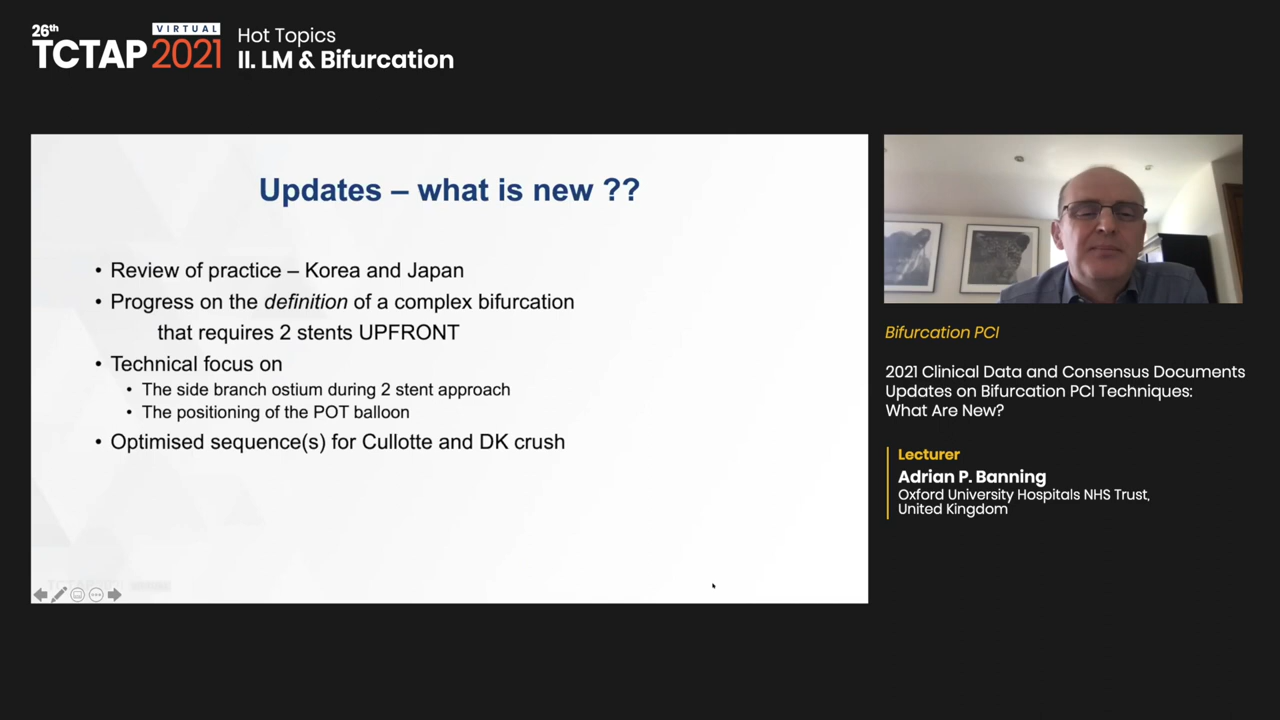 26th
VIRTUAL
TCTAP 2021
Hot Topics
II. LM & Bifurcation
Updates – what is new ??
• Review of practice – Korea and Japan
• Progress on the definition of a complex bifurcation
that requires 2 stents UPFRONT
• Technical focus on
• The side branch ostium during 2 stent approach
• The positioning of the POT balloon
• Optimised sequence(s) for Cullotte and DK crush
Bifurcation PCI
2021 Clinical Data and Consensus Documents
Updates on Bifurcation PCI Techniques:
What Are New?
Lecturer
Adrian P. Banning
Oxford University Hospitals NHS Trust,
United Kingdom